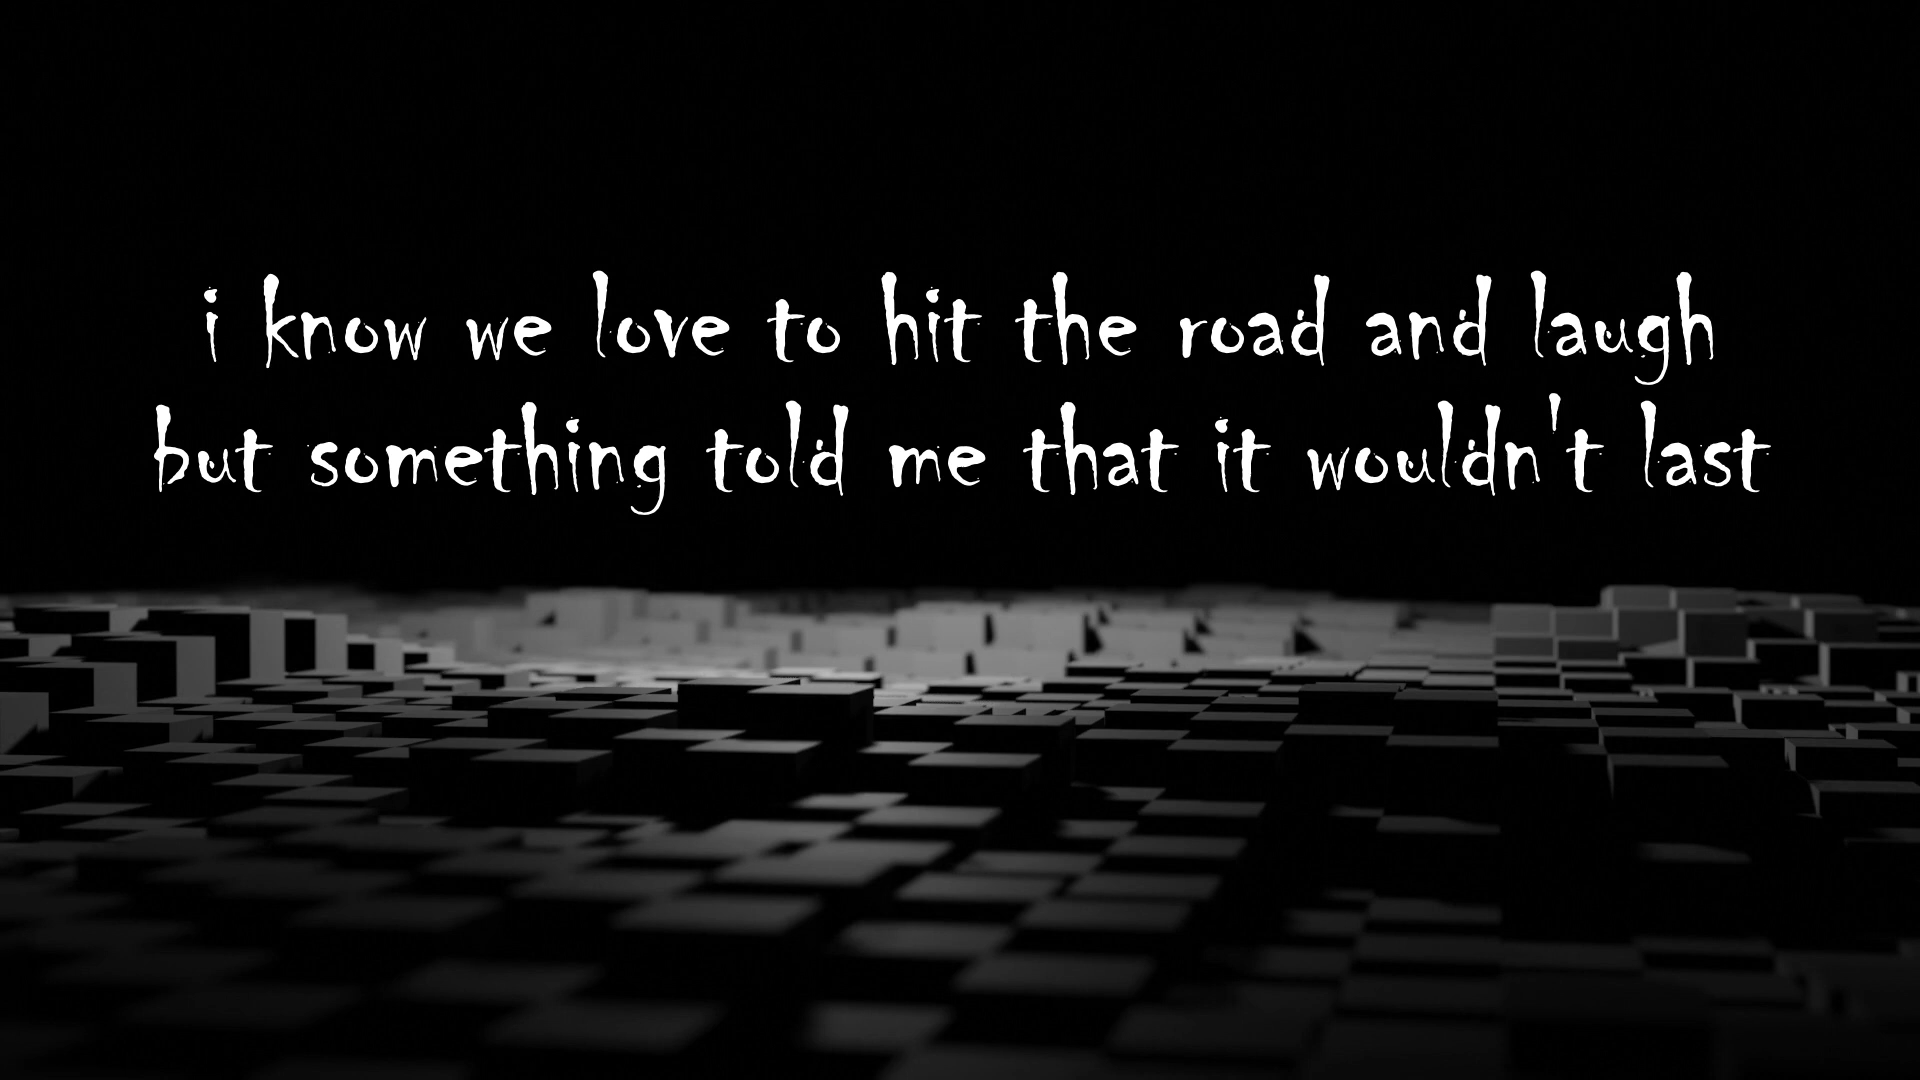 i know we love to hit the road and laugh
but something told me that it wouldn't last